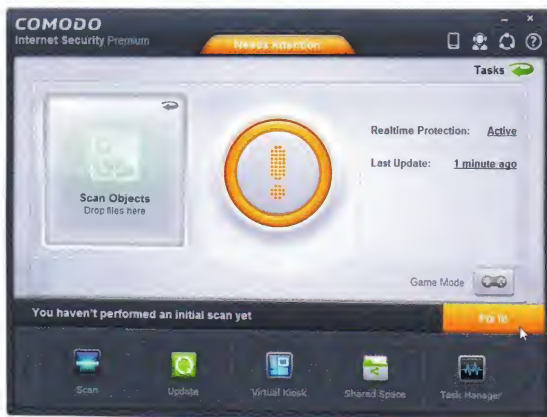 COMODO
Internet Security Premium
Needs Attention
Tasks
Scan Objects
Drop files here
Realtime Protection: Active
Last Update: 1 minute ago
Game Mode
You haven't performed an initial scan yet
Fix It!
Scan
Update
Virtual Kiosk
Shared Space
Task Manager